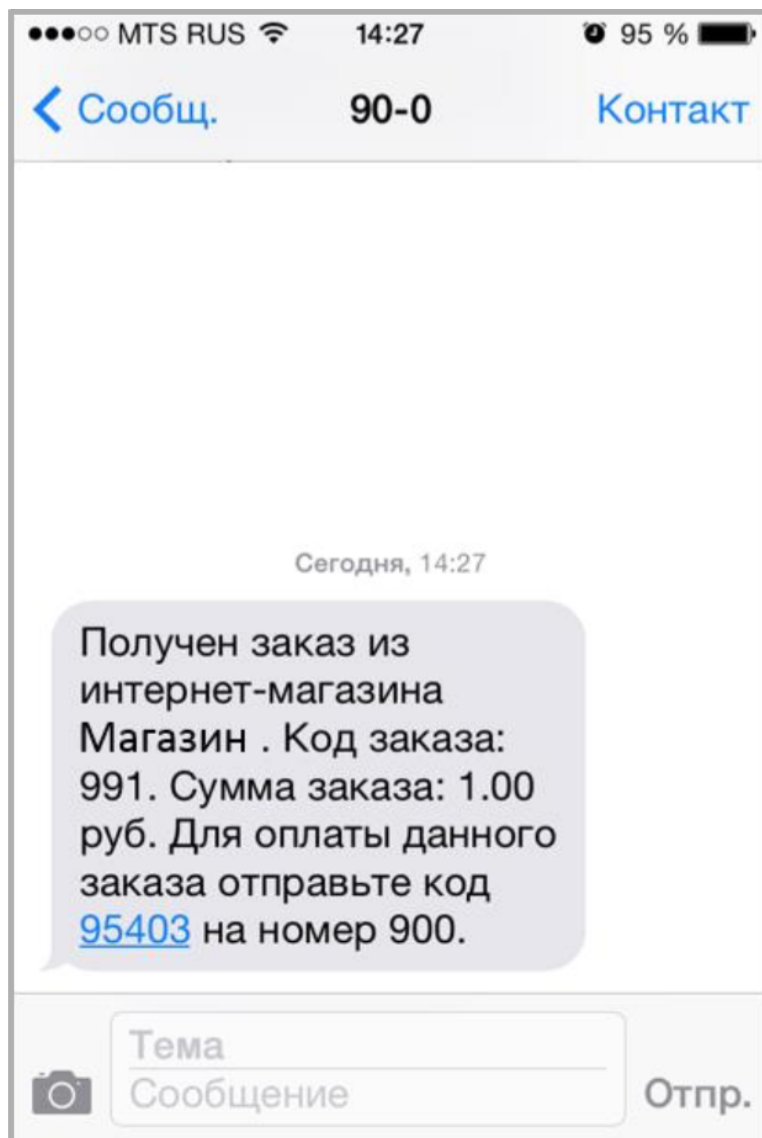 MTS RUS 14:27 95 %
Сообщ. 90-0 Контакт
Сегодня, 14:27
Получен заказ из
интернет-магазина
Магазин . Код заказа:
991. Сумма заказа: 1.00
руб. Для оплаты данного
заказа отправьте код
95403 на номер 900.
Тема
Сообщение
Отпр.